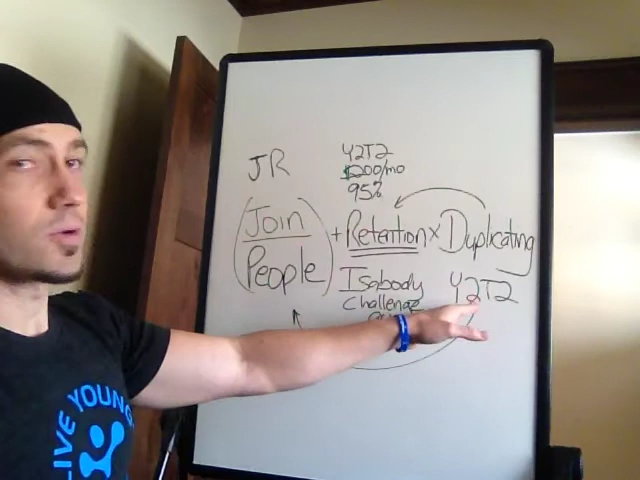 JR
Y2T2
$200/mo
95%
(Join/People) + Retention x Duplicating
Isabody
Challenge
Y2T2
LIVE YOUNG